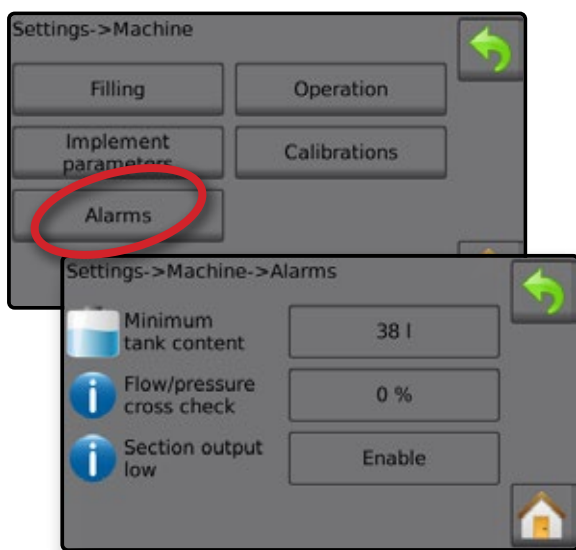 Settings->Machine
Filling
Operation
Implement
parameters
Calibrations
Alarms
Settings->Machine->Alarms
Minimum
tank content
38 l
Flow/pressure
cross check
0 %
Section output
low
Enable